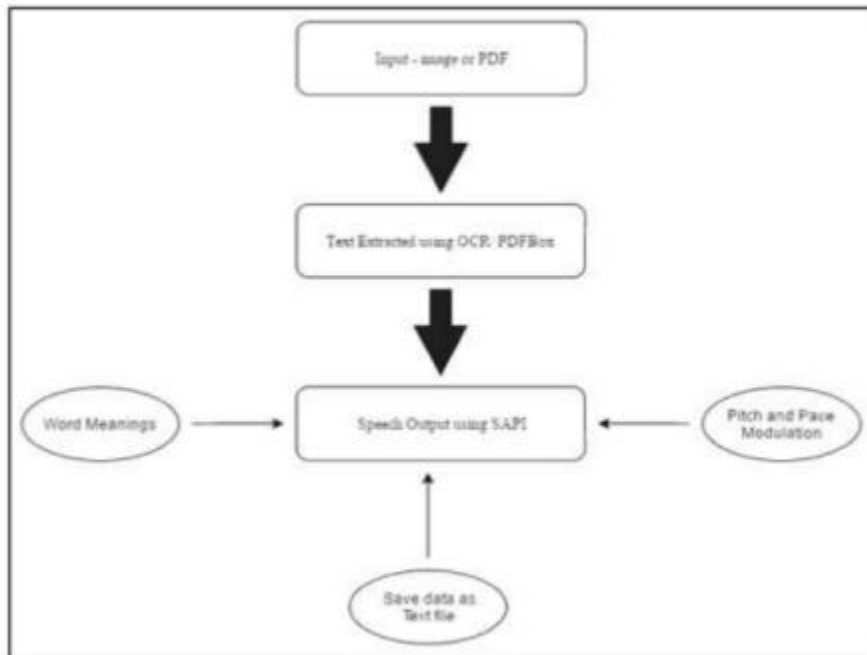 Input - image or PDF
Text Extracted using OCR PDFBox
Word Meanings
Speech Output using SAPI
Pitch and Pace
Modulation
Save data as
Text file